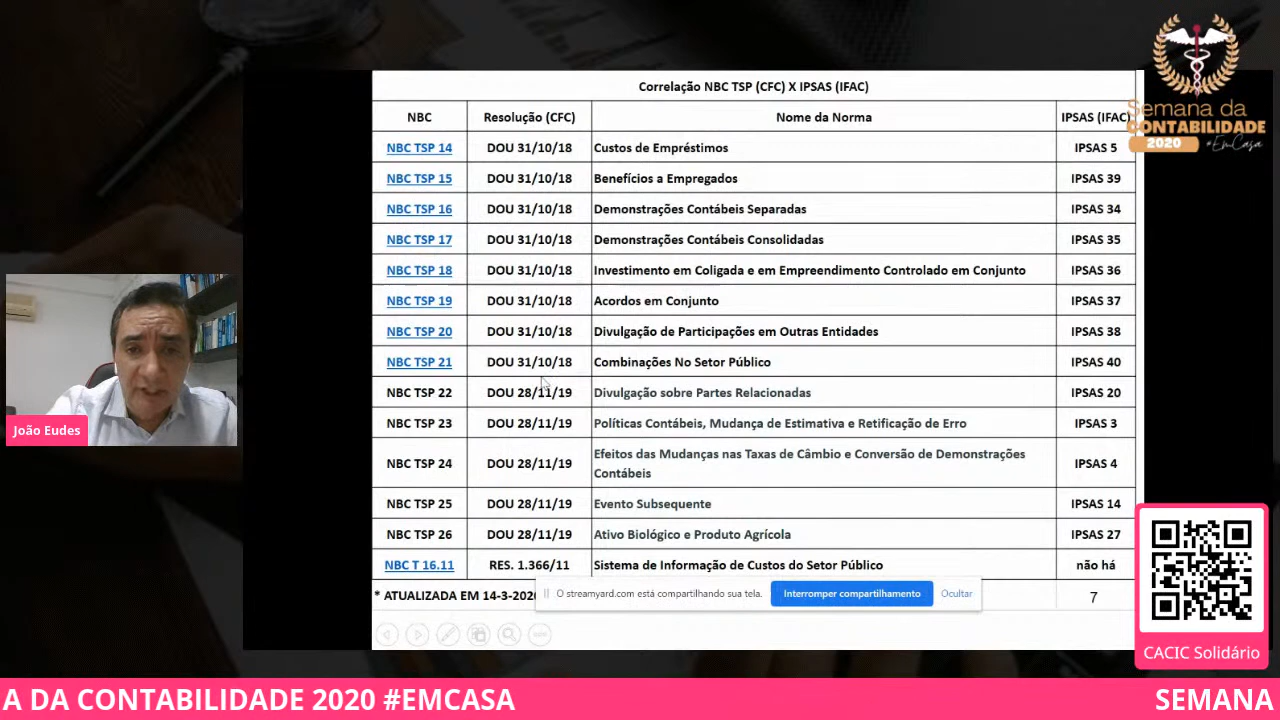 Correlação NBC TSP (CFC) X IPSAS (IFAC)
NBC Resolução (CFC) Nome da Norma IPSAS (IFAC)
NBC TSP 14 DOU 31/10/18 Custos de Empréstimos IPSAS 5
NBC TSP 15 DOU 31/10/18 Benefícios a Empregados IPSAS 39
NBC TSP 16 DOU 31/10/18 Demonstrações Contábeis Separadas IPSAS 34
NBC TSP 17 DOU 31/10/18 Demonstrações Contábeis Consolidadas IPSAS 35
NBC TSP 18 DOU 31/10/18 Investimento em Coligada e em Empreendimento Controlado em Conjunto IPSAS 36
NBC TSP 19 DOU 31/10/18 Acordos em Conjunto IPSAS 37
NBC TSP 20 DOU 31/10/18 Divulgação de Participações em Outras Entidades IPSAS 38
NBC TSP 21 DOU 31/10/18 Combinações No Setor Público IPSAS 40
NBC TSP 22 DOU 28/11/19 Divulgação sobre Partes Relacionadas IPSAS 20
NBC TSP 23 DOU 28/11/19 Políticas Contábeis, Mudança de Estimativa e Retificação de Erro IPSAS 3
NBC TSP 24 DOU 28/11/19 Efeitos das Mudanças nas Taxas de Câmbio e Conversão de Demonstrações
Contábeis IPSAS 4
NBC TSP 25 DOU 28/11/19 Evento Subsequente IPSAS 14
NBC TSP 26 DOU 28/11/19 Ativo Biológico e Produto Agrícola IPSAS 27
NBC T 16.11 RES. 1.366/11 Sistema de Informação de Custos do Setor Público não há
* ATUALIZADA EM 14-3-2020 7
O streamyard.com está compartilhando sua tela. Interromper compartilhamento Ocultar
Semana da
CONTABILIDADE
2020 #EmCasa
João Eudes
CACIC Solidário
A DA CONTABILIDADE 2020 #EMCASA SEMANA